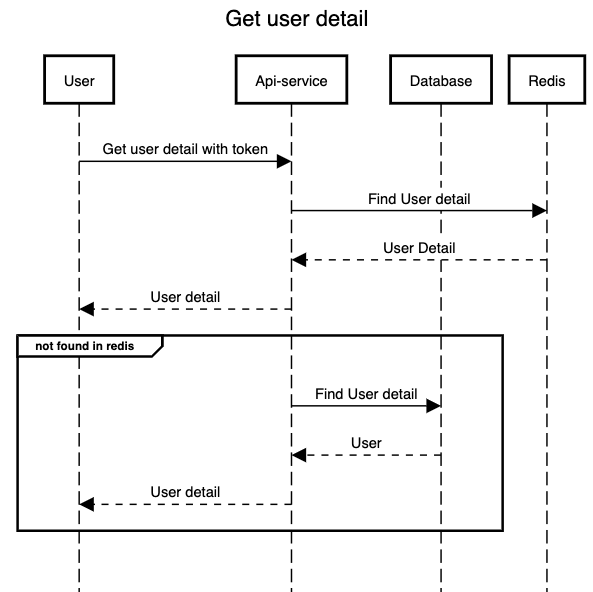 Get user detail
User
Api-service
Database
Redis
Get user detail with token
Find User detail
User Detail
User detail
not found in redis
Find User detail
User
User detail